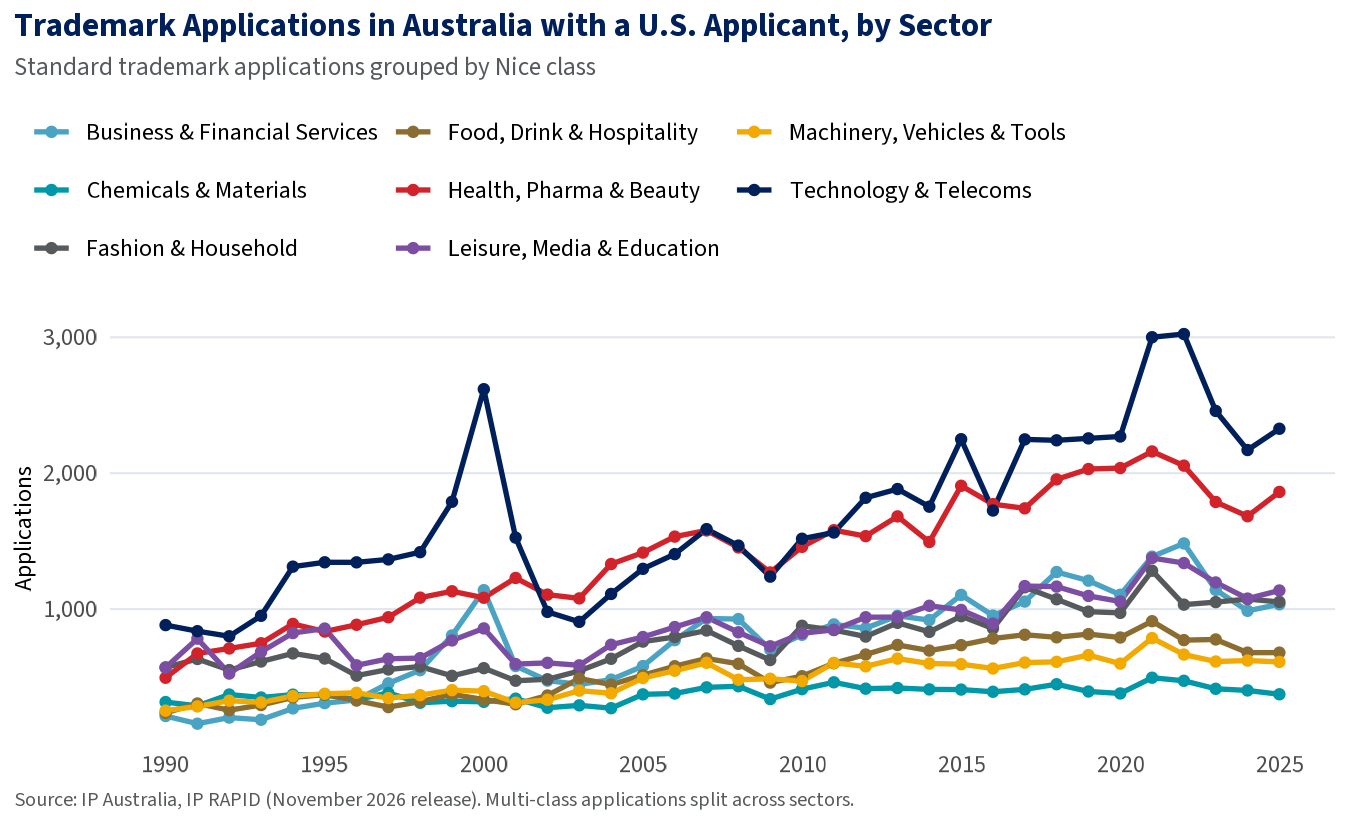 Trademark Applications in Australia with a U.S. Applicant, by Sector
Standard trademark applications grouped by Nice class
Business & Financial Services
Food, Drink & Hospitality
Machinery, Vehicles & Tools
Chemicals & Materials
Health, Pharma & Beauty
Technology & Telecoms
Fashion & Household
Leisure, Media & Education
Applications
3,000
2,000
1,000
1990
1995
2000
2005
2010
2015
2020
2025
Source: IP Australia, IP RAPID (November 2026 release). Multi-class applications split across sectors.